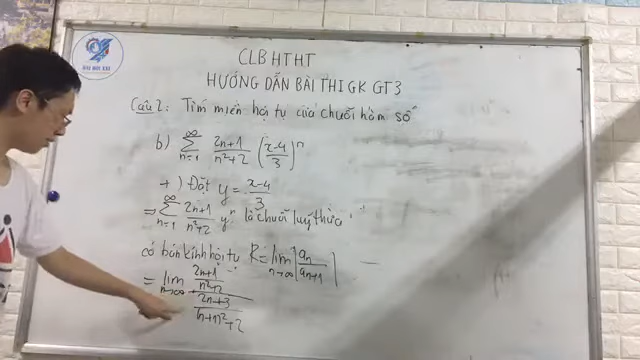 CLB HTHT
HƯỚNG DẪN BÀI THI GK GT3
Câu 2: Tìm miền hội tụ của chuỗi hàm số
b) ∑_{n=1}^{∞} (2n+1)/(n²+2) ((x-4)/3)^n
+) Đặt y = (x-4)/3
⇒ ∑_{n=1}^{∞} (2n+1)/(n²+2) y^n là chuỗi luỹ thừa
có bán kính hội tụ R = lim_{n→∞} |a_n/a_{n+1}|
= lim_{n→∞} ((2n+1)/(n²+2))/((2n+3)/((n+1)²+2))